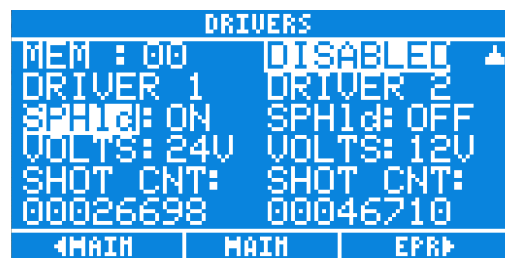 DRIVERS
MEM : 00 DISABLED
DRIVER 1 DRIVER 2
SPHld: ON SPHld: OFF
VOLTS: 24V VOLTS: 12V
SHOT CNT: SHOT CNT:
00026698 00046710
MAIN MAIN EPR